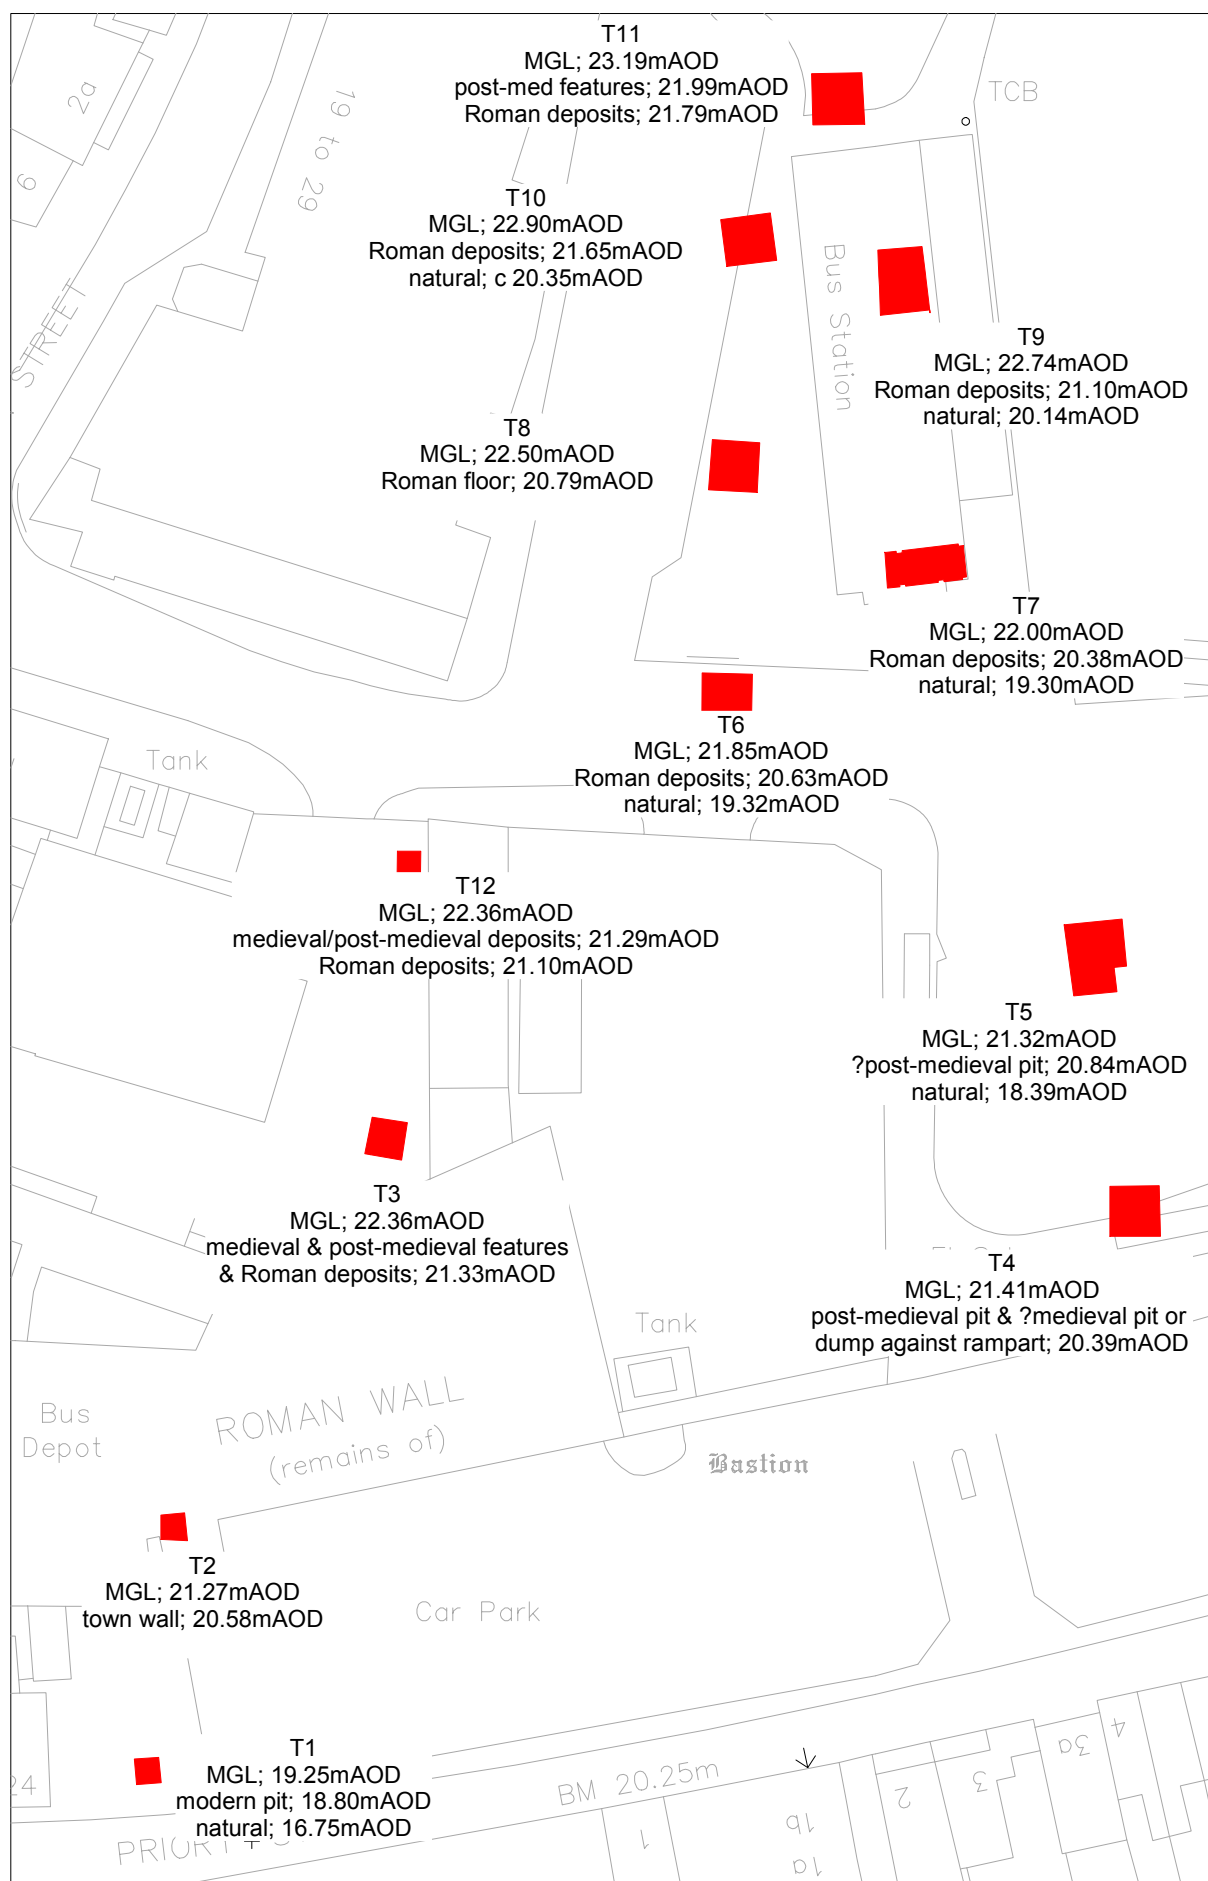 T11
MGL; 23.19mAOD
post-med features; 21.99mAOD
Roman deposits; 21.79mAOD
TCB
2a
6
19 to 29
T10
MGL; 22.90mAOD
Roman deposits; 21.65mAOD
natural; c 20.35mAOD
Bus Station
STREET
T9
MGL; 22.74mAOD
Roman deposits; 21.10mAOD
natural; 20.14mAOD
T8
MGL; 22.50mAOD
Roman floor; 20.79mAOD
T7
MGL; 22.00mAOD
Roman deposits; 20.38mAOD
natural; 19.30mAOD
T6
MGL; 21.85mAOD
Roman deposits; 20.63mAOD
natural; 19.32mAOD
Tank
T12
MGL; 22.36mAOD
medieval/post-medieval deposits; 21.29mAOD
Roman deposits; 21.10mAOD
T5
MGL; 21.32mAOD
?post-medieval pit; 20.84mAOD
natural; 18.39mAOD
T3
MGL; 22.36mAOD
medieval & post-medieval features
& Roman deposits; 21.33mAOD
T4
MGL; 21.41mAOD
post-medieval pit & ?medieval pit or
dump against rampart; 20.39mAOD
Tank
Bus
Depot
ROMAN WALL
(remains of)
Bastion
T2
MGL; 21.27mAOD
town wall; 20.58mAOD
Car Park
T1
MGL; 19.25mAOD
modern pit; 18.80mAOD
natural; 16.75mAOD
24
BM 20.25m
PRIORY
1
1b
1a
2
3
3a
4